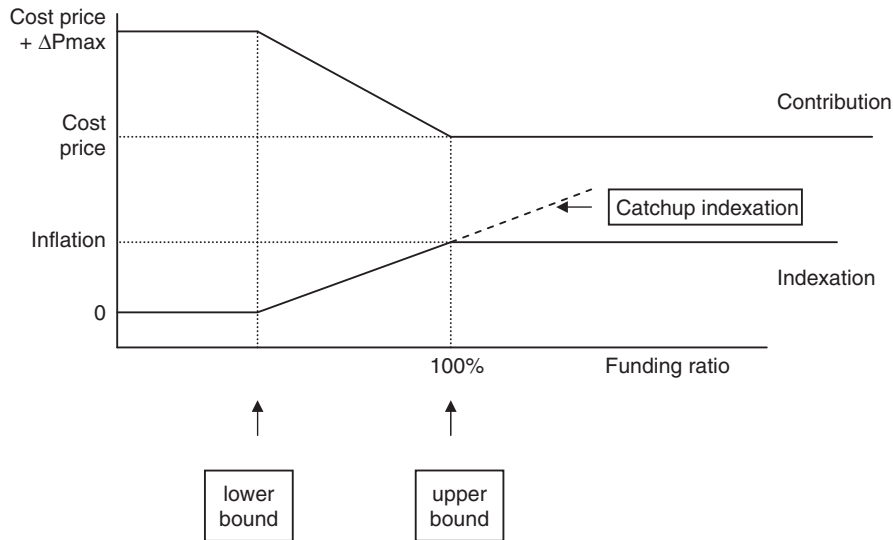 Cost price
+ ΔPmax
Contribution
Cost
price
Catchup indexation
Inflation
Indexation
0
100%
Funding ratio
lower
bound
upper
bound